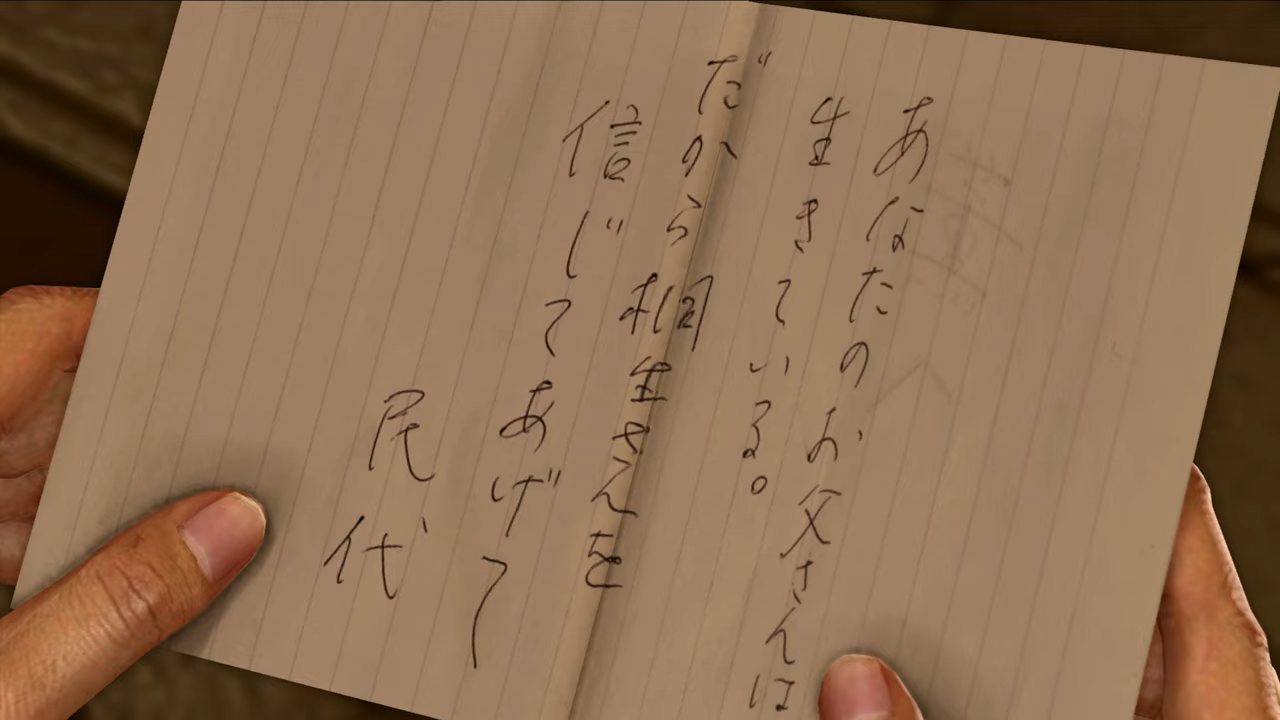 あなたのお父さんは
生きている。
だから桐生さんを
信じてあげて
民代